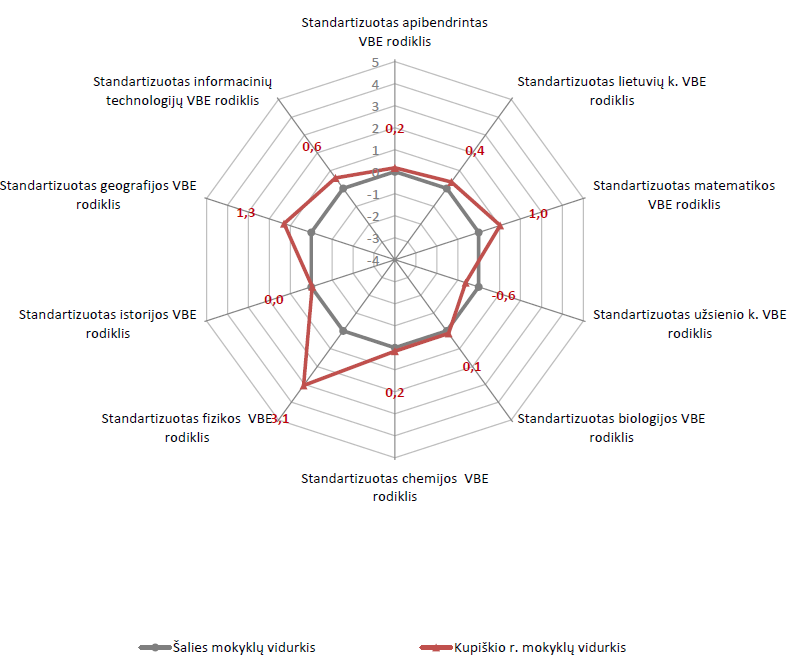 Standartizuotas apibendrintas
VBE rodiklis
Standartizuotas informacinių
technologijų VBE rodiklis
Standartizuotas lietuvių k. VBE
rodiklis
5
4
3
2
1
0
-1
-2
-3
-4
0,2
0,6
0,4
Standartizuotas geografijos VBE
rodiklis
Standartizuotas matematikos
VBE rodiklis
1,3
1,0
Standartizuotas istorijos VBE
rodiklis
0,0
-0,6
Standartizuotas užsienio k. VBE
rodiklis
0,1
0,2
Standartizuotas fizikos  VBE
rodiklis
3,1
Standartizuotas biologijos VBE
rodiklis
Standartizuotas chemijos  VBE
rodiklis
Šalies mokyklų vidurkis
Kupiškio r. mokyklų vidurkis